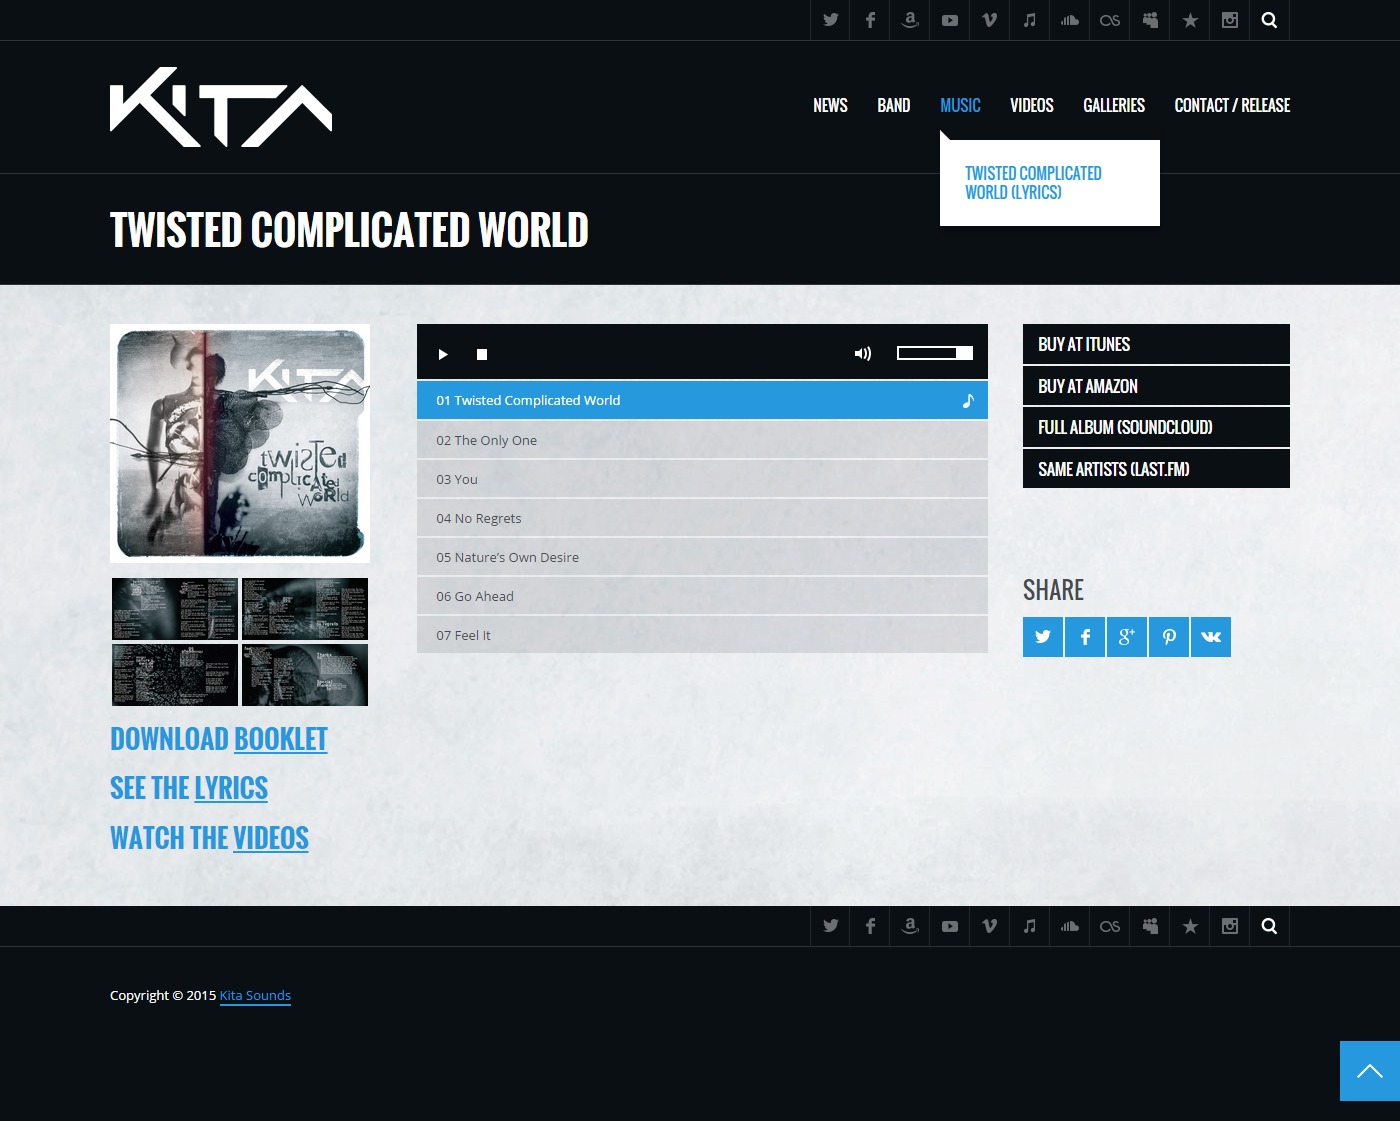 KITA
NEWS BAND MUSIC VIDEOS GALLERIES CONTACT / RELEASE
TWISTED COMPLICATED
WORLD (LYRICS)
TWISTED COMPLICATED WORLD
KITA
twisted
complicated
World
01 Twisted Complicated World
02 The Only One
03 You
04 No Regrets
05 Nature’s Own Desire
06 Go Ahead
07 Feel It
BUY AT ITUNES
BUY AT AMAZON
FULL ALBUM (SOUNDCLOUD)
SAME ARTISTS (LAST.FM)
SHARE
DOWNLOAD BOOKLET
SEE THE LYRICS
WATCH THE VIDEOS
Copyright © 2015 Kita Sounds